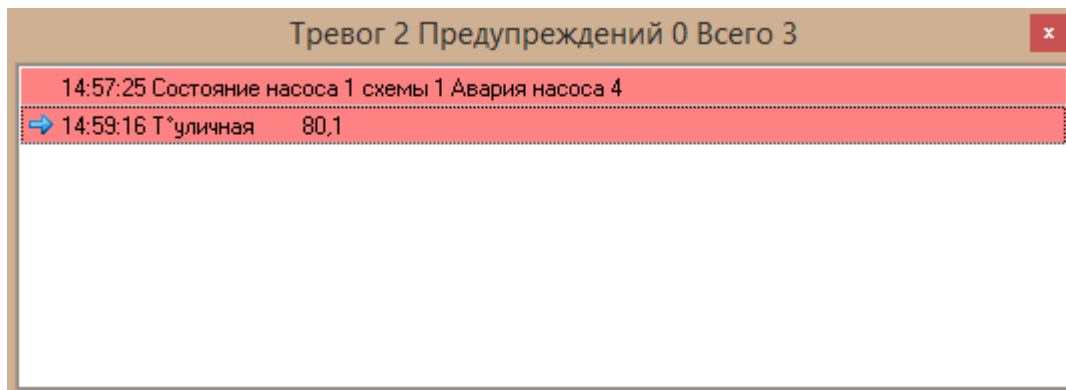 Тревог 2 Предупреждений 0 Всего 3
x
14:57:25 Состояние насоса 1 схемы 1 Авария насоса 4
14:59:16 T°уличная 80,1